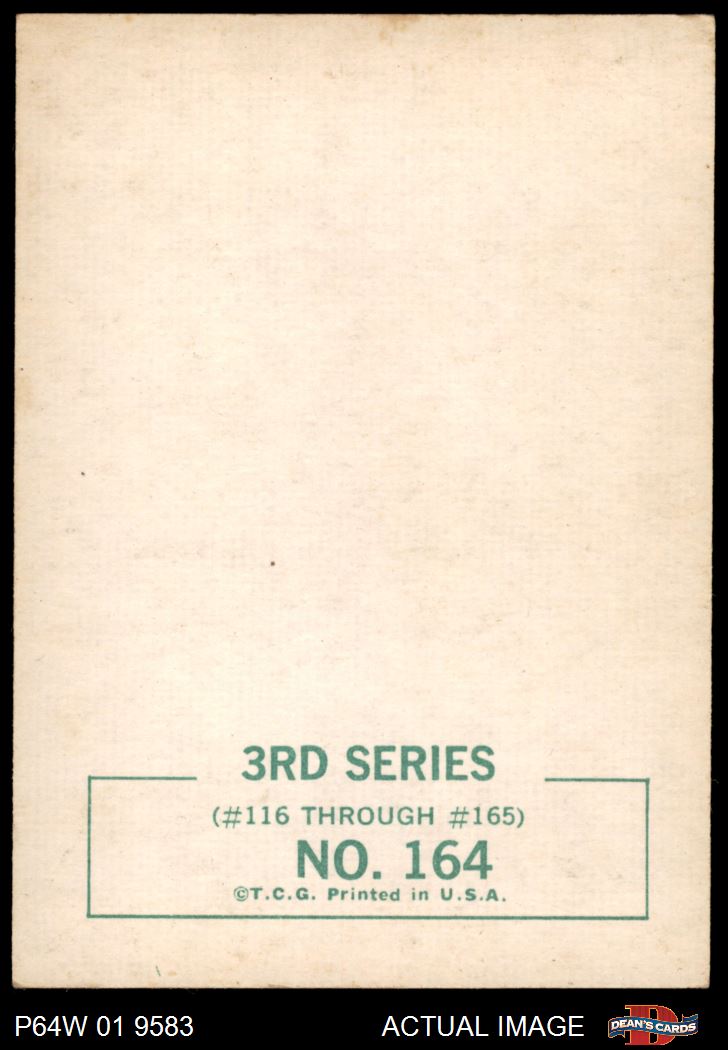 3RD SERIES
(#116 THROUGH #165)
NO. 164
©T.C.G. Printed in U.S.A.
P64W 01 9583
ACTUAL IMAGE
D
DEAN'S CARDS